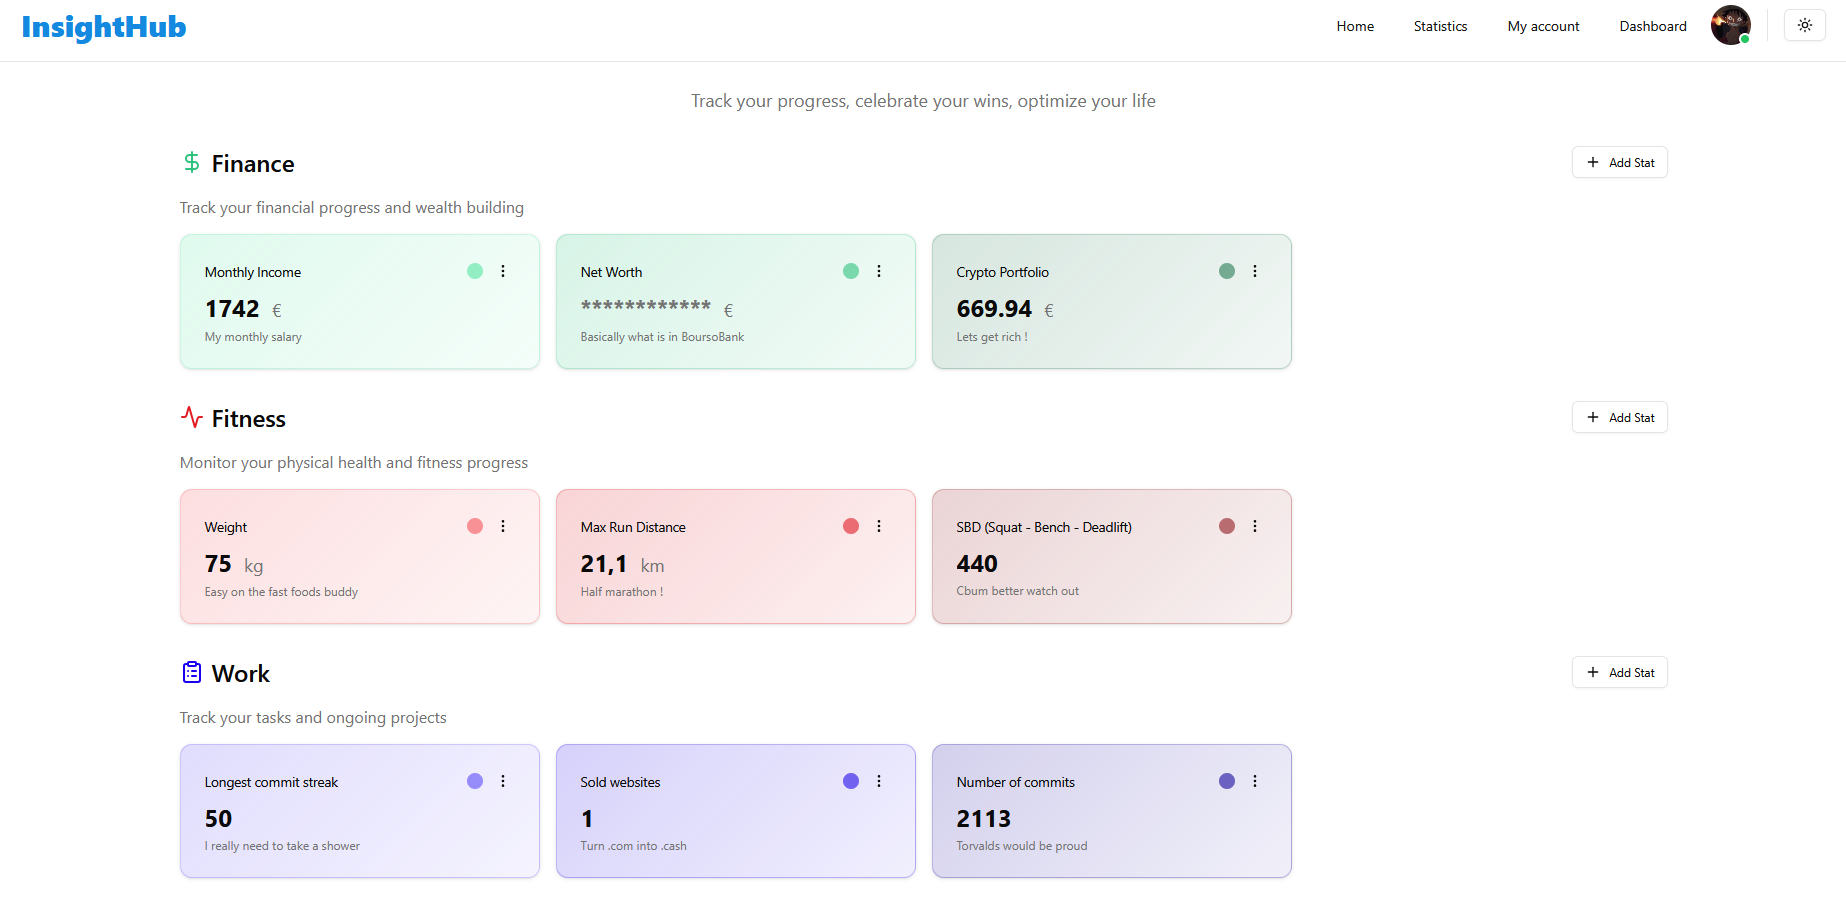 InsightHub
Home Statistics My account Dashboard
Track your progress, celebrate your wins, optimize your life
Finance
Add Stat
Track your financial progress and wealth building
Monthly Income
1742 €
My monthly salary
Net Worth
************ €
Basically what is in BoursoBank
Crypto Portfolio
669.94 €
Lets get rich !
Fitness
Add Stat
Monitor your physical health and fitness progress
Weight
75 kg
Easy on the fast foods buddy
Max Run Distance
21,1 km
Half marathon !
SBD (Squat - Bench - Deadlift)
440
Cbum better watch out
Work
Add Stat
Track your tasks and ongoing projects
Longest commit streak
50
I really need to take a shower
Sold websites
1
Turn .com into .cash
Number of commits
2113
Torvalds would be proud